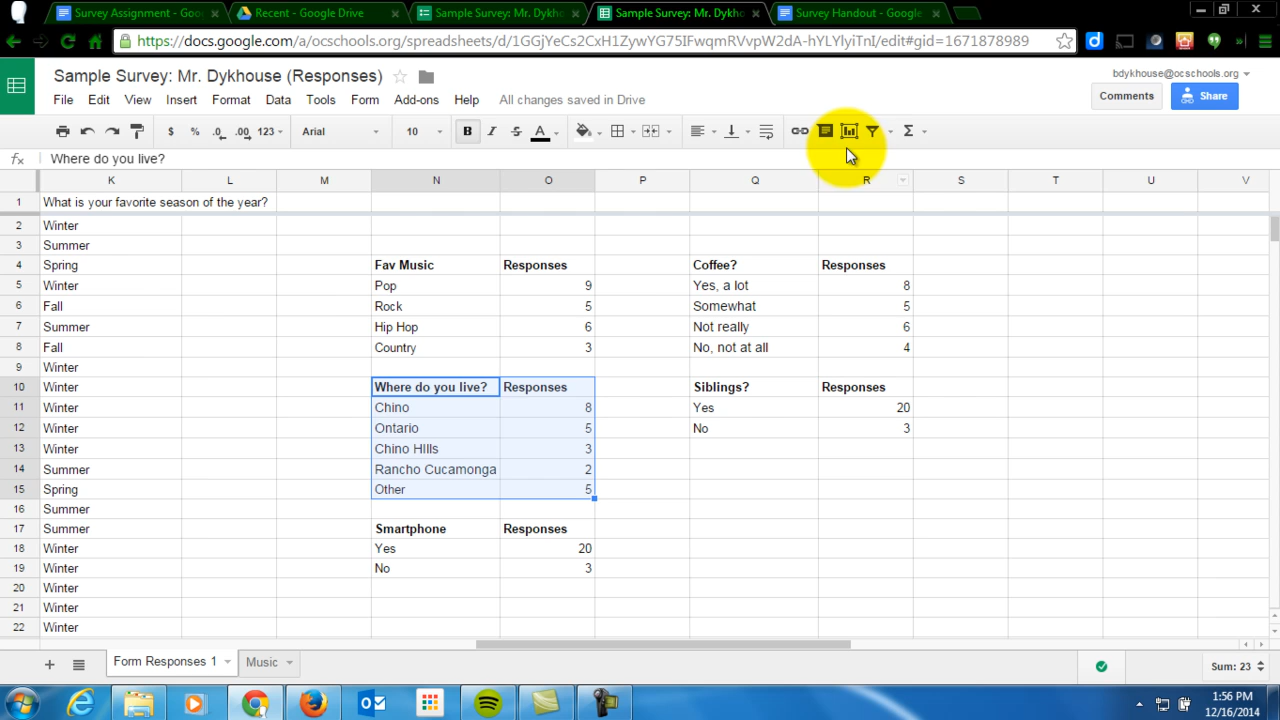 Survey Assignment - Goo
Recent - Google Drive
Sample Survey: Mr. Dykho
Sample Survey: Mr. Dykho
Survey Handout - Google
https://docs.google.com/a/ocschools.org/spreadsheets/d/1GGjYeCs2CxH1ZywYG75IFwqmRVvpW2dA-hYLYlyiTnI/edit#gid=1671878989
Sample Survey: Mr. Dykhouse (Responses)
bdykhouse@ocschools.org
File Edit View Insert Format Data Tools Form Add-ons Help All changes saved in Drive
Comments Share
$ % .0 .00 123 Arial 10 B I S A Σ
fx Where do you live?
K L M N O P Q R S T U V
1 What is your favorite season of the year?
2 Winter
3 Summer
4 Spring Fav Music Responses Coffee? Responses
5 Winter Pop 9 Yes, a lot 8
6 Fall Rock 5 Somewhat 5
7 Summer Hip Hop 6 Not really 6
8 Fall Country 3 No, not at all 4
9 Winter
10 Winter Where do you live? Responses Siblings? Responses
11 Winter Chino 8 Yes 20
12 Winter Ontario 5 No 3
13 Winter Chino HIlls 3
14 Summer Rancho Cucamonga 2
15 Spring Other 5
16 Summer
17 Summer Smartphone Responses
18 Winter Yes 20
19 Winter No 3
20 Winter
21 Winter
22 Winter
Form Responses 1 Music Sum: 23
1:56 PM
12/16/2014